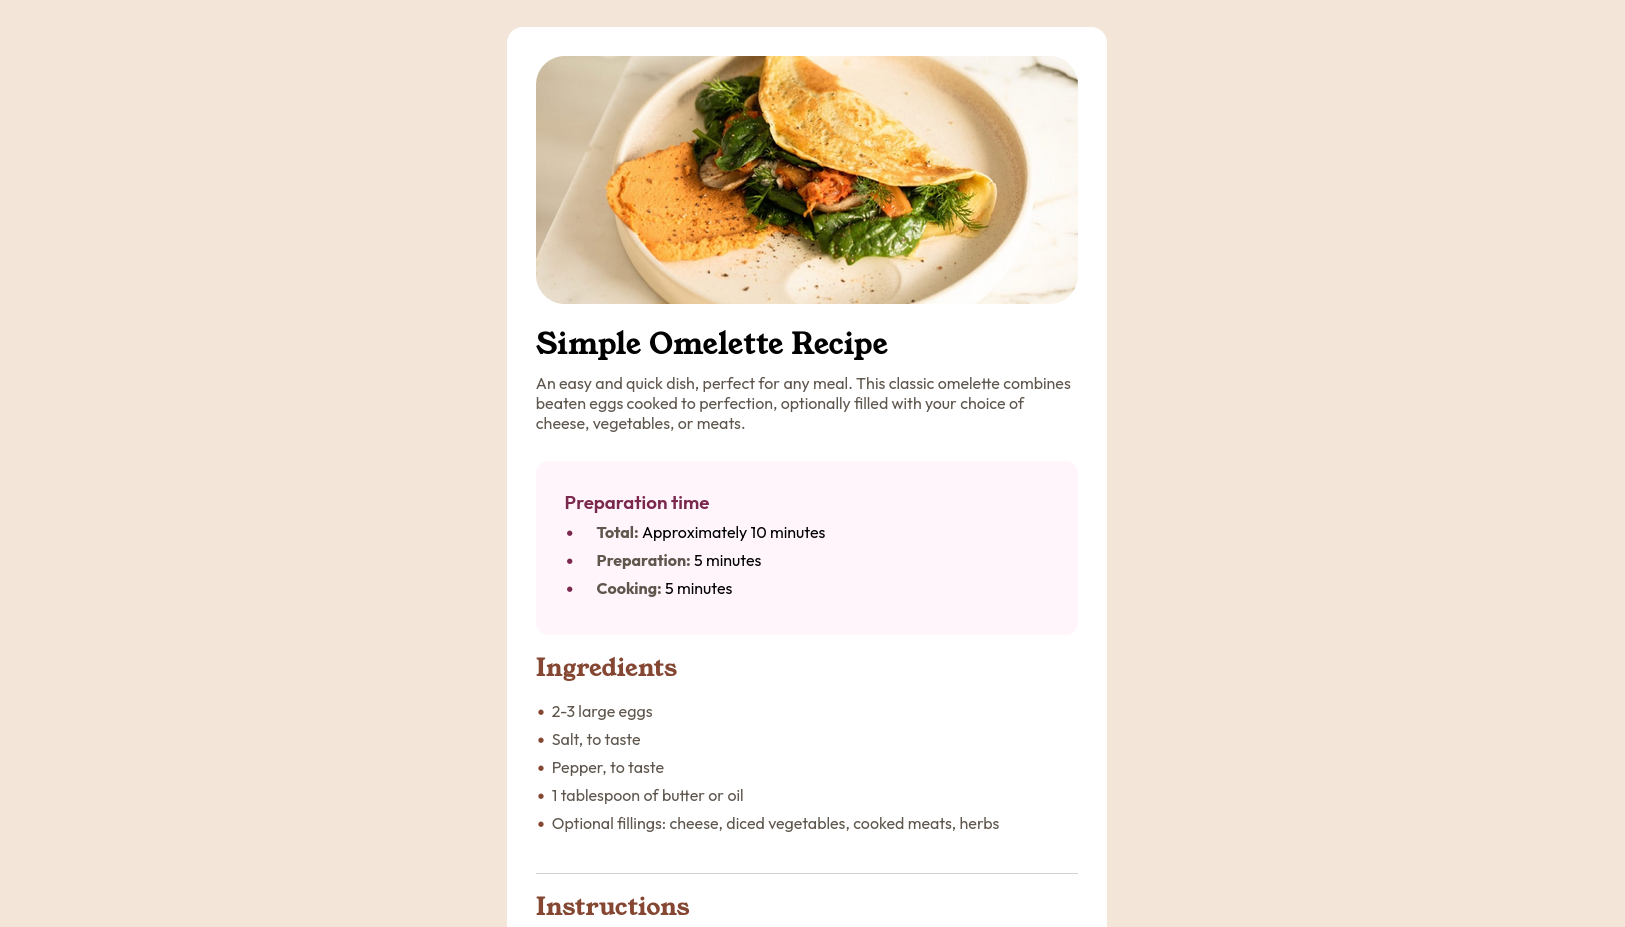 Simple Omelette Recipe
An easy and quick dish, perfect for any meal. This classic omelette combines
beaten eggs cooked to perfection, optionally filled with your choice of
cheese, vegetables, or meats.
Preparation time
• Total: Approximately 10 minutes
• Preparation: 5 minutes
• Cooking: 5 minutes
Ingredients
• 2-3 large eggs
• Salt, to taste
• Pepper, to taste
• 1 tablespoon of butter or oil
• Optional fillings: cheese, diced vegetables, cooked meats, herbs
Instructions